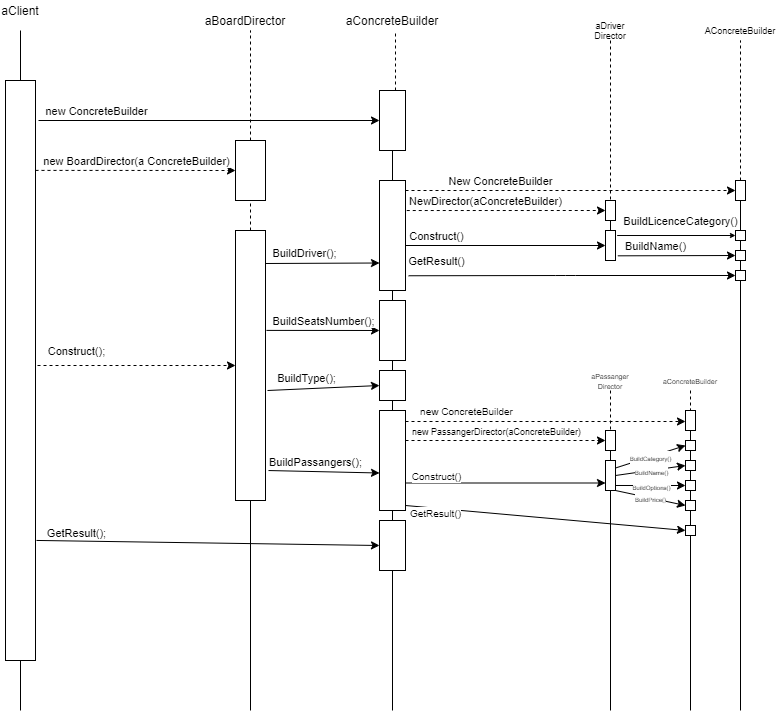 aClient
aBoardDirector
aConcreteBuilder
aDriver
Director
AConcreteBuilder
new ConcreteBuilder
new BoardDirector(a ConcreteBuilder)
New ConcreteBuilder
NewDirector(aConcreteBuilder)
BuildLicenceCategory()
Construct()
BuildName()
BuildDriver();
GetResult()
BuildSeatsNumber();
Construct();
BuildType();
aPassanger
Director
aConcreteBuilder
new ConcreteBuilder
new PassangerDirector(aConcreteBuilder)
BuildCategory()
BuildPassangers();
BuildName()
Construct()
BuildOptions()
BuildPrice()
GetResult()
GetResult();